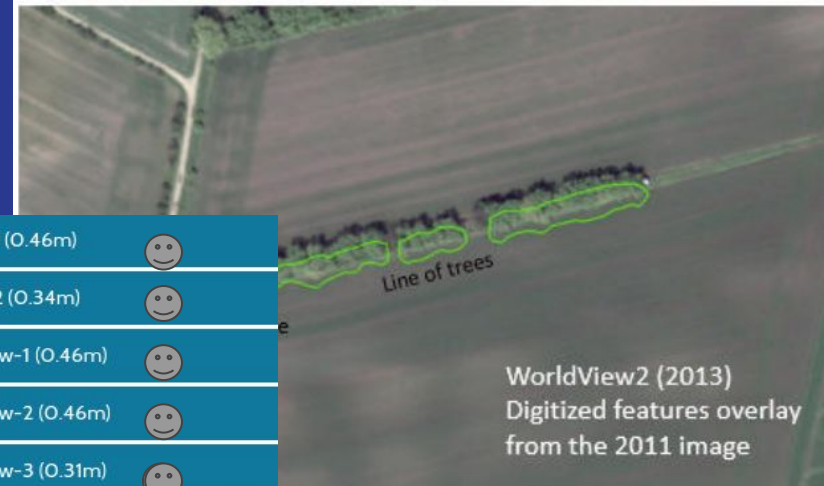 (0.46m)
2 (0.34m)
w-1 (0.46m)
w-2 (0.46m)
w-3 (0.31m)
Line of trees
e
WorldView2 (2013)
Digitized features overlay
from the 2011 image